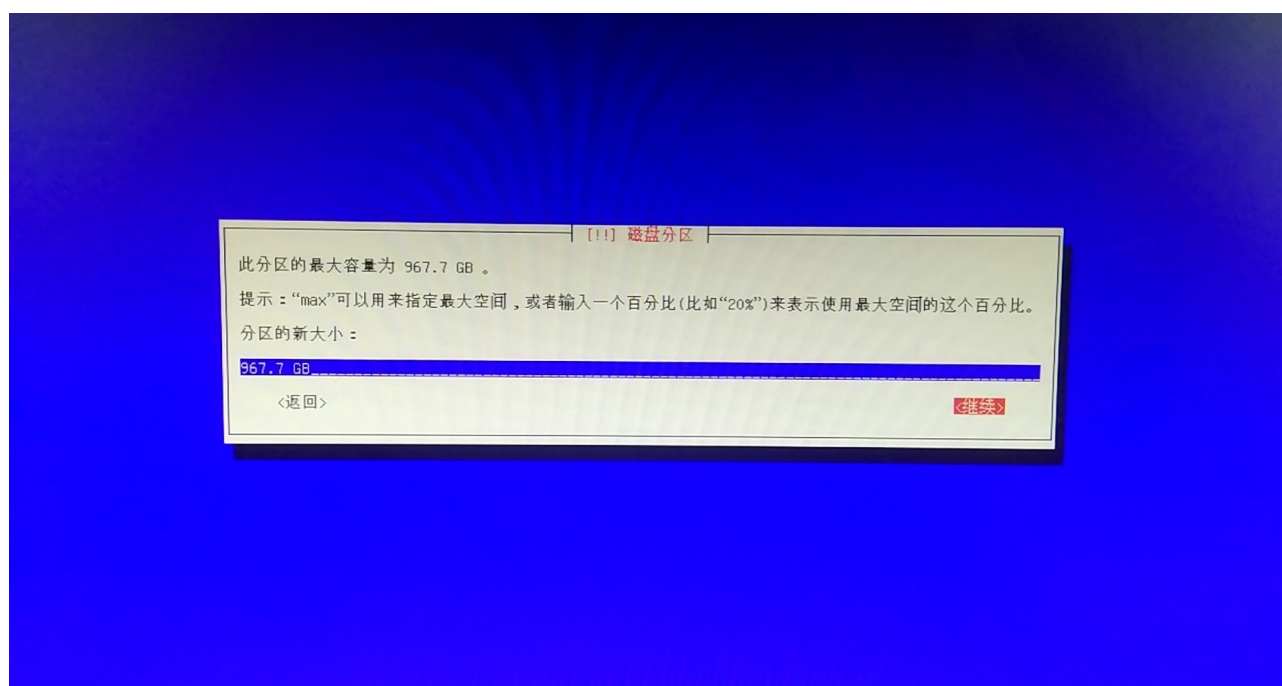 [!!] 磁盘分区
此分区的最大容量为 967.7 GB 。
提示：“max”可以用来指定最大空间，或者输入一个百分比(比如“20%”)来表示使用最大空间的这个百分比。
分区的新大小：
967.7 GB
<返回> <继续>